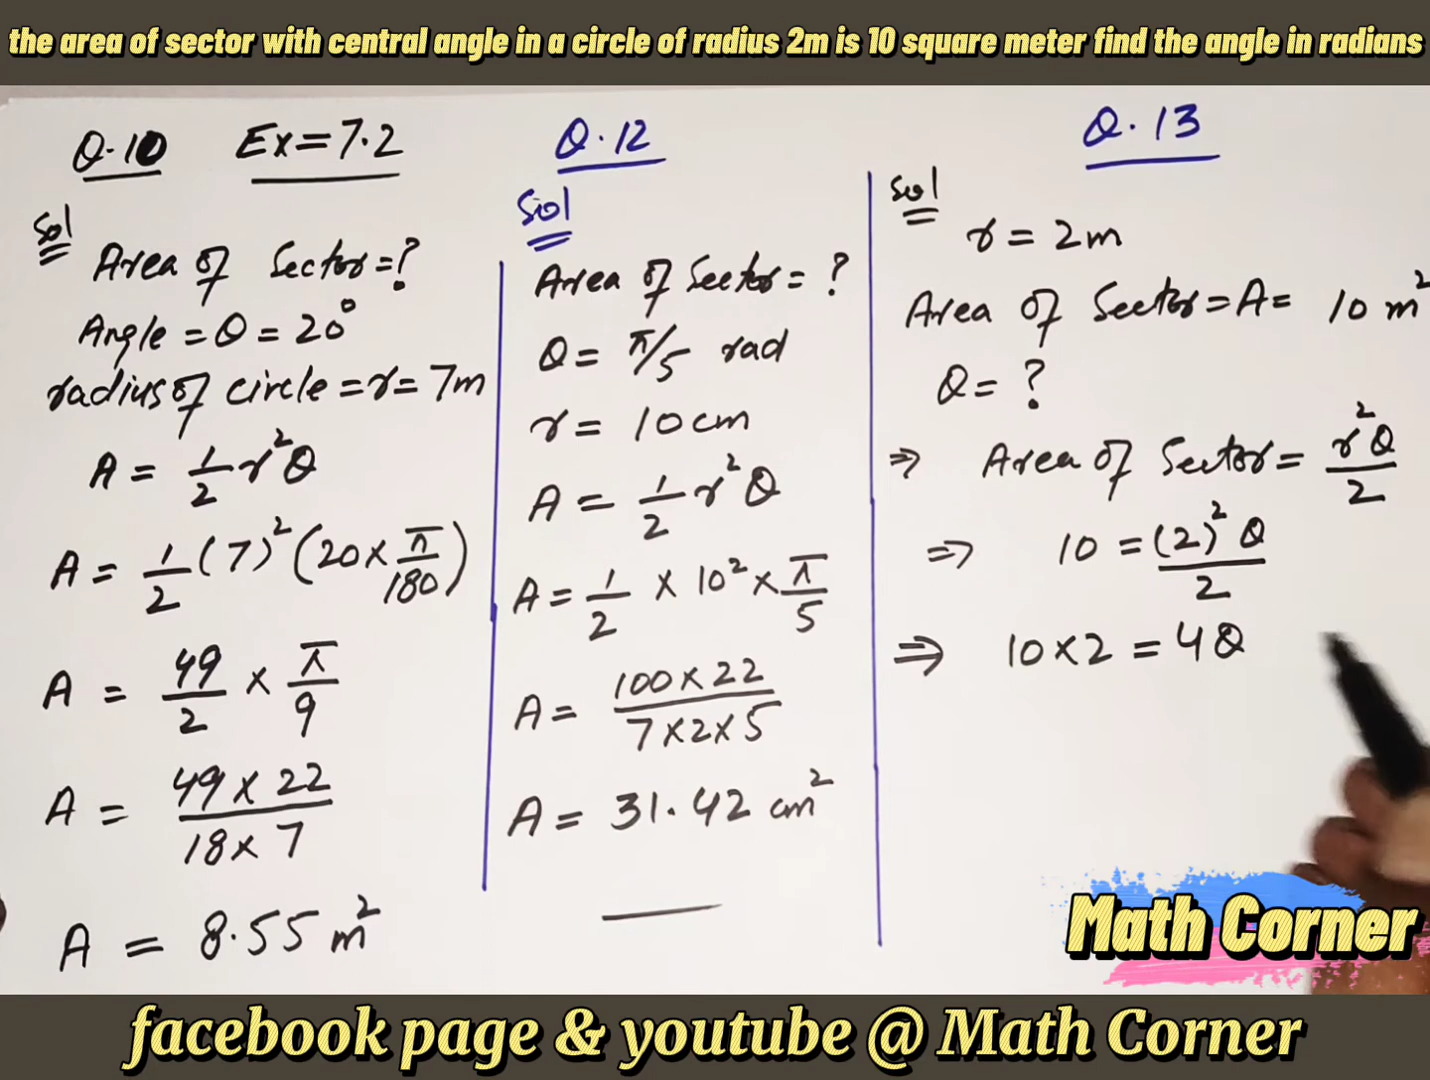 the area of sector with central angle in a circle of radius 2m is 10 square meter find the angle in radians
Q.10 Ex=7.2
Sol
Area of Sector=?
Angle = θ = 20°
radius of circle = r = 7m
A = 1/2 r²θ
A = 1/2 (7)² (20 × π/180)
A = 49/2 × π/9
A = 49 × 22 / 18 × 7
A = 8.55 m²
Q.12
Sol
Area of Sector = ?
θ = π/5 rad
r = 10cm
A = 1/2 r²θ
A = 1/2 × 10² × π/5
A = 100 × 22 / 7 × 2 × 5
A = 31.42 cm²
Q.13
Sol
r = 2m
Area of Sector = A = 10 m²
θ = ?
⇒ Area of Sector = r²θ/2
⇒ 10 = (2)²θ/2
⇒ 10 × 2 = 4θ
Math Corner
facebook page & youtube @ Math Corner